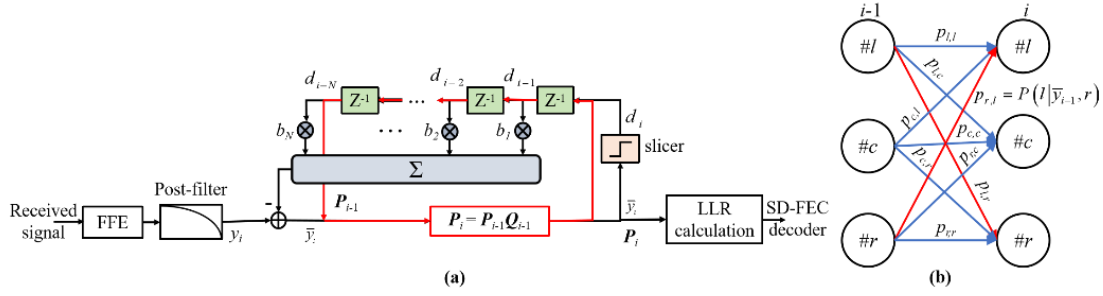 i-1
i
d_{i-N}
d_{i-2}
d_{i-1}
Z^{-1}
...
Z^{-1}
Z^{-1}
b_N
...
b_2
b_1
d_i
slicer
Σ
Post-filter
Received
signal
FFE
y_i
-
ȳ_i
P_{i-1}
P_i = P_{i-1}Q_{i-1}
ȳ_i
P_i
LLR
calculation
SD-FEC
decoder
(a)
#l
p_{l,l}
#l
p_{l,c}
p_{r,l} = P(l|ȳ_{i-1}, r)
p_{c,l}
#c
p_{c,c}
#c
p_{c,r}
p_{r,c}
p_{l,r}
#r
p_{r,r}
#r
(b)